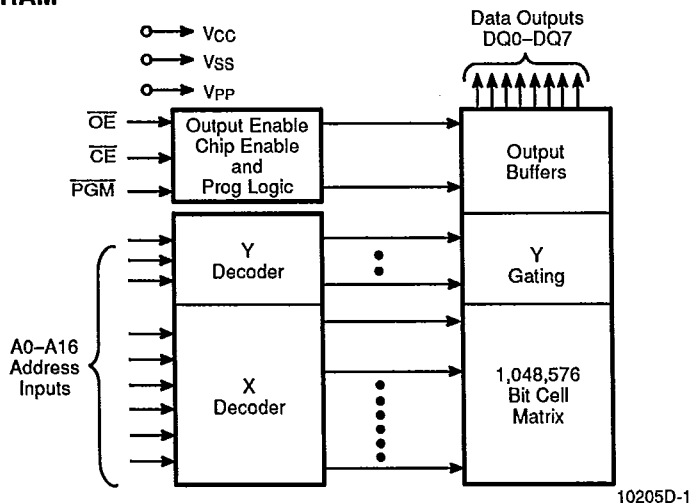 Data Outputs
DQ0–DQ7
VCC
VSS
VPP
OE
CE
PGM
Output Enable
Chip Enable
and
Prog Logic
Output
Buffers
Y
Decoder
Y
Gating
A0–A16
Address
Inputs
X
Decoder
1,048,576
Bit Cell
Matrix
10205D-1